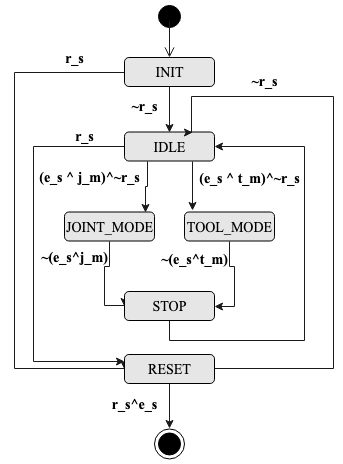 r_s
INIT
~r_s
~r_s
r_s
IDLE
(e_s ^ j_m)^~r_s
(e_s ^ t_m)^~r_s
JOINT_MODE
TOOL_MODE
~(e_s^j_m)
~(e_s^t_m)
STOP
RESET
r_s^e_s